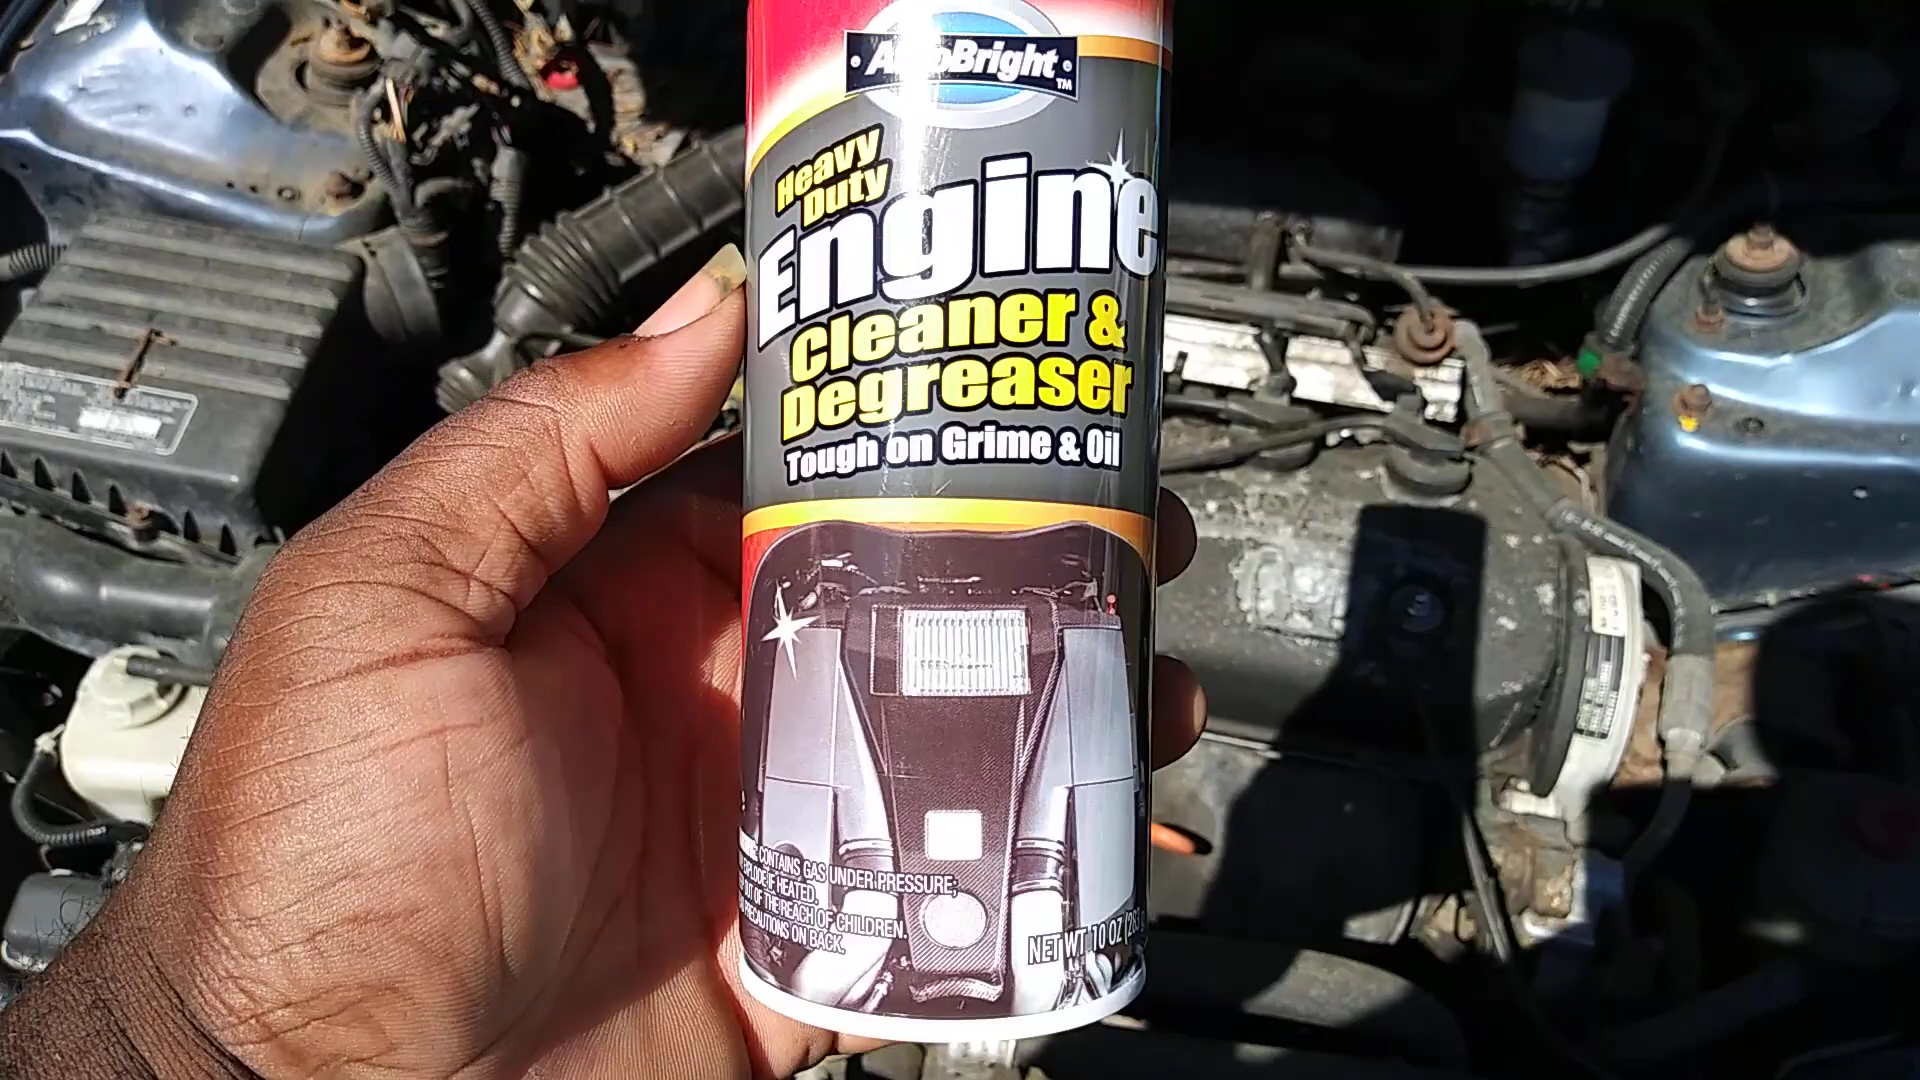 AutoBright
TM
Heavy
Duty
Engine
Cleaner &
Degreaser
Tough on Grime & Oil
CONTAINS GAS UNDER PRESSURE;
EXPLODE IF HEATED.
OUT OF THE REACH OF CHILDREN.
PRECAUTIONS ON BACK.
NET WT 10 OZ (283